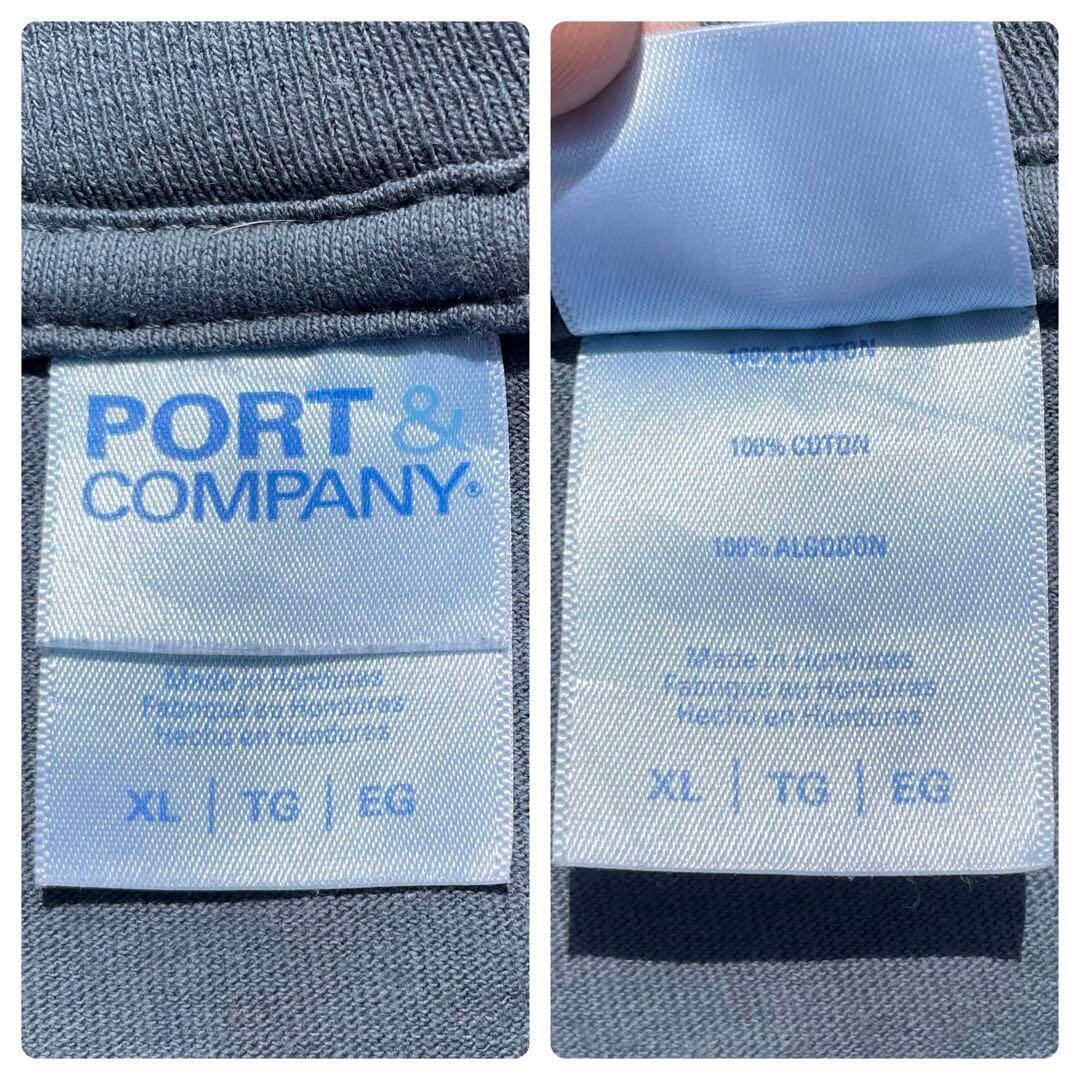 PORT &
COMPANY®
Made in Honduras
Fabriqué au Honduras
Hecho en Honduras
XL | TG | EG
100% COTTON
100% COTON
100% ALGODÓN
Made in Honduras
Fabriqué au Honduras
Hecho en Honduras
XL | TG | EG